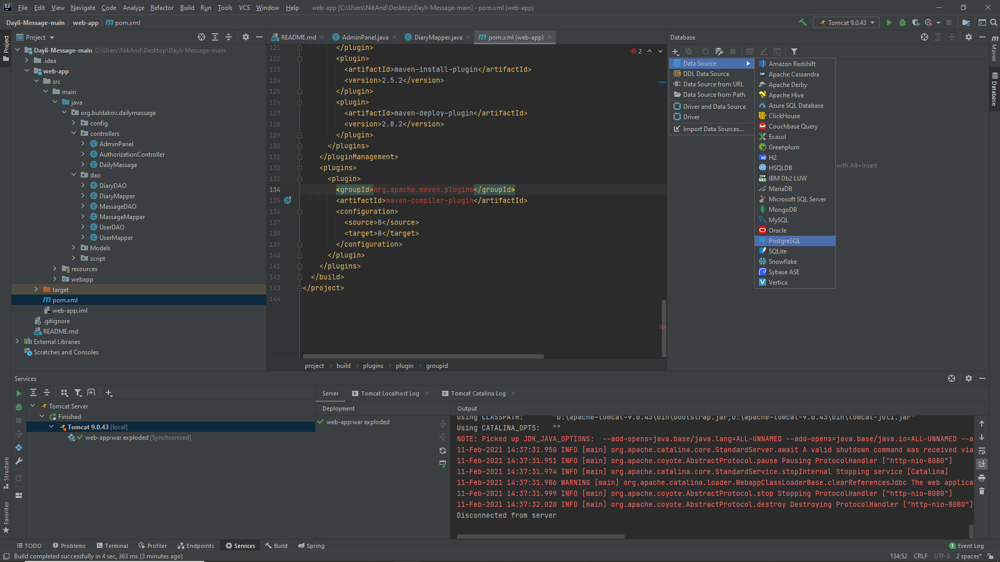 File Edit View Navigate Code Analyze Refactor Build Run Tools VCS Window Help web-app [C:\Users\NikAnd\Desktop\Dayli-Message-main] - pom.xml (web-app)
Dayli-Message-main web-app pom.xml
Tomcat 9.0.43
Project
Project
Dayli-Message-main C:\Users\NikAnd\Desktop\Dayli-Message-main
.idea
web-app
src
main
java
org.buldakov.dailymassage
config
controllers
AdminPanel
AuthorizationController
DailyMassage
dao
DiaryDAO
DiaryMapper
MassageDAO
MassageMapper
UserDAO
UserMapper
Models
script
resources
webapp
target
pom.xml
web-app.iml
.gitignore
README.md
External Libraries
Scratches and Consoles
README.md AdminPanel.java DiaryMapper.java pom.xml (web-app)
2
121 </plugin>
122 <plugin>
123 <artifactId>maven-install-plugin</artifactId>
124 <version>2.5.2</version>
125 </plugin>
126 <plugin>
127 <artifactId>maven-deploy-plugin</artifactId>
128 <version>2.8.2</version>
129 </plugin>
130 </plugins>
131 </pluginManagement>
132 <plugins>
133 <plugin>
134 <groupId>org.apache.maven.plugins</groupId>
135 <artifactId>maven-compiler-plugin</artifactId>
136 <configuration>
137 <source>8</source>
138 <target>8</target>
139 </configuration>
140 </plugin>
141 </plugins>
142 </build>
143 </project>
144
project build plugins plugin groupId
Database
Data Source
DDL Data Source
Data Source from URL
Data Source from Path
Driver and Data Source
Driver
Import Data Sources...
Amazon Redshift
Apache Cassandra
Apache Derby
Apache Hive
Azure SQL Database
ClickHouse
Couchbase Query
Exasol
Greenplum
H2
HSQLDB
IBM Db2 LUW
MariaDB
Microsoft SQL Server
MongoDB
MySQL
Oracle
PostgreSQL
SQLite
Snowflake
Sybase ASE
Vertica
with Alt+Insert
Maven
Database
Services
Tomcat Server
Finished
Tomcat 9.0.43 [local]
web-app:war exploded [Synchronized]
Server Tomcat Localhost Log Tomcat Catalina Log
Deployment
web-app:war exploded
Output
Using CLASSPATH: "D:\apache-tomcat-9.0.43\bin\bootstrap.jar;D:\apache-tomcat-9.0.43\bin\tomcat-juli.jar"
Using CATALINA_OPTS: ""
NOTE: Picked up JDK_JAVA_OPTIONS: --add-opens=java.base/java.lang=ALL-UNNAMED --add-opens=java.base/java.io=ALL-UNNAMED --a
11-Feb-2021 14:37:31.950 INFO [main] org.apache.catalina.core.StandardServer.await A valid shutdown command was received via
11-Feb-2021 14:37:31.951 INFO [main] org.apache.coyote.AbstractProtocol.pause Pausing ProtocolHandler ["http-nio-8080"]
11-Feb-2021 14:37:31.974 INFO [main] org.apache.catalina.core.StandardService.stopInternal Stopping service [Catalina]
11-Feb-2021 14:37:31.986 WARNING [main] org.apache.catalina.loader.WebappClassLoaderBase.clearReferencesJdbc The web applica
11-Feb-2021 14:37:31.999 INFO [main] org.apache.coyote.AbstractProtocol.stop Stopping ProtocolHandler ["http-nio-8080"]
11-Feb-2021 14:37:32.020 INFO [main] org.apache.coyote.AbstractProtocol.destroy Destroying ProtocolHandler ["http-nio-8080"]
Disconnected from server
Structure
Favorites
TODO Problems Terminal Profiler Endpoints Services Build Spring 1 Event Log
Build completed successfully in 4 sec, 363 ms (3 minutes ago) 134:52 CRLF UTF-8 2 spaces*